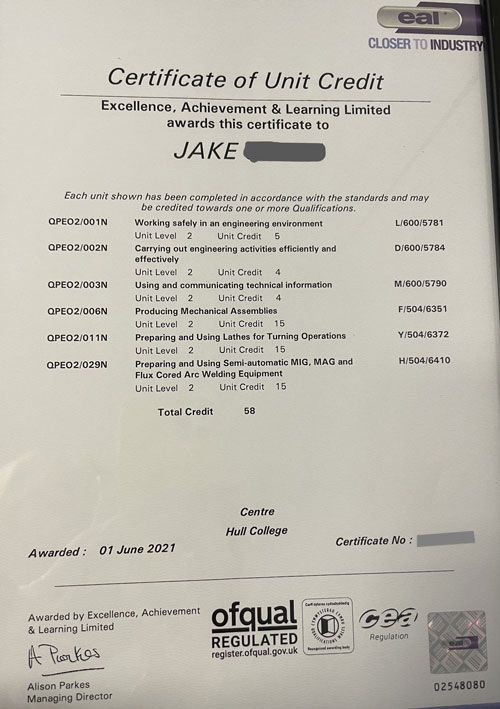 eal
CLOSER TO INDUSTRY
Certificate of Unit Credit
Excellence, Achievement & Learning Limited
awards this certificate to
JAKE
Each unit shown has been completed in accordance with the standards and may
be credited towards one or more Qualifications.
QPEO2/001N Working safely in an engineering environment L/600/5781
Unit Level 2 Unit Credit 5
QPEO2/002N Carrying out engineering activities efficiently and D/600/5784
effectively
Unit Level 2 Unit Credit 4
QPEO2/003N Using and communicating technical information M/600/5790
Unit Level 2 Unit Credit 4
QPEO2/006N Producing Mechanical Assemblies F/504/6351
Unit Level 2 Unit Credit 15
QPEO2/011N Preparing and Using Lathes for Turning Operations Y/504/6372
Unit Level 2 Unit Credit 15
QPEO2/029N Preparing and Using Semi-automatic MIG, MAG and H/504/6410
Flux Cored Arc Welding Equipment
Unit Level 2 Unit Credit 15
Total Credit 58
Centre
Hull College
Awarded : 01 June 2021 Certificate No :
Awarded by Excellence, Achievement
& Learning Limited
A Parkes
Alison Parkes
Managing Director
ofqual
REGULATED
register.ofqual.gov.uk
Recognised awarding body
cea
Regulation
02548080